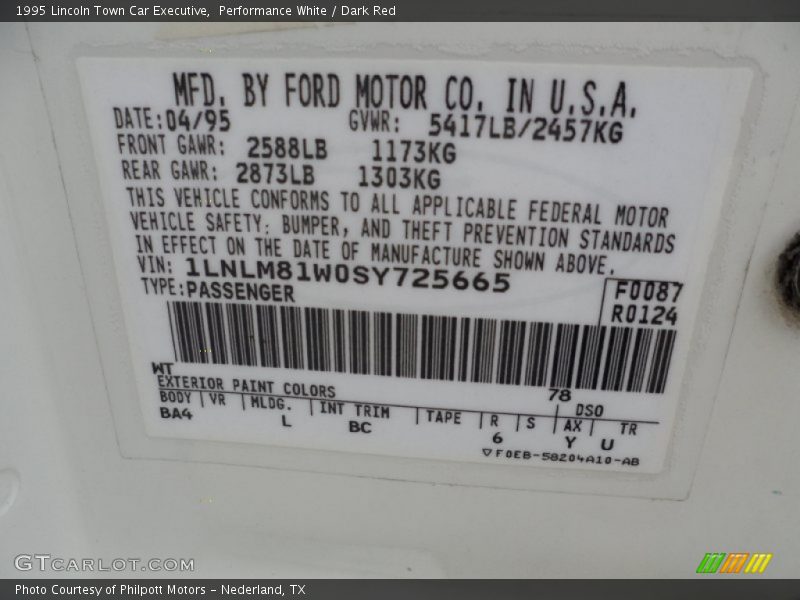 1995 Lincoln Town Car Executive, Performance White / Dark Red
MFD. BY FORD MOTOR CO. IN U.S.A.
DATE: 04/95 GVWR: 5417LB/2457KG
FRONT GAWR: 2588LB 1173KG
REAR GAWR: 2873LB 1303KG
THIS VEHICLE CONFORMS TO ALL APPLICABLE FEDERAL MOTOR
VEHICLE SAFETY, BUMPER, AND THEFT PREVENTION STANDARDS
IN EFFECT ON THE DATE OF MANUFACTURE SHOWN ABOVE.
VIN: 1LNLM81W0SY725665
TYPE: PASSENGER
F0087
R0124
WT 78
EXTERIOR PAINT COLORS DSO
BODY VR MLDG. INT TRIM TAPE R S AX TR
BA4 L BC 6 Y U
▽F0EB-58204A10-AB
GTCARLOT.COM
Photo Courtesy of Philpott Motors - Nederland, TX